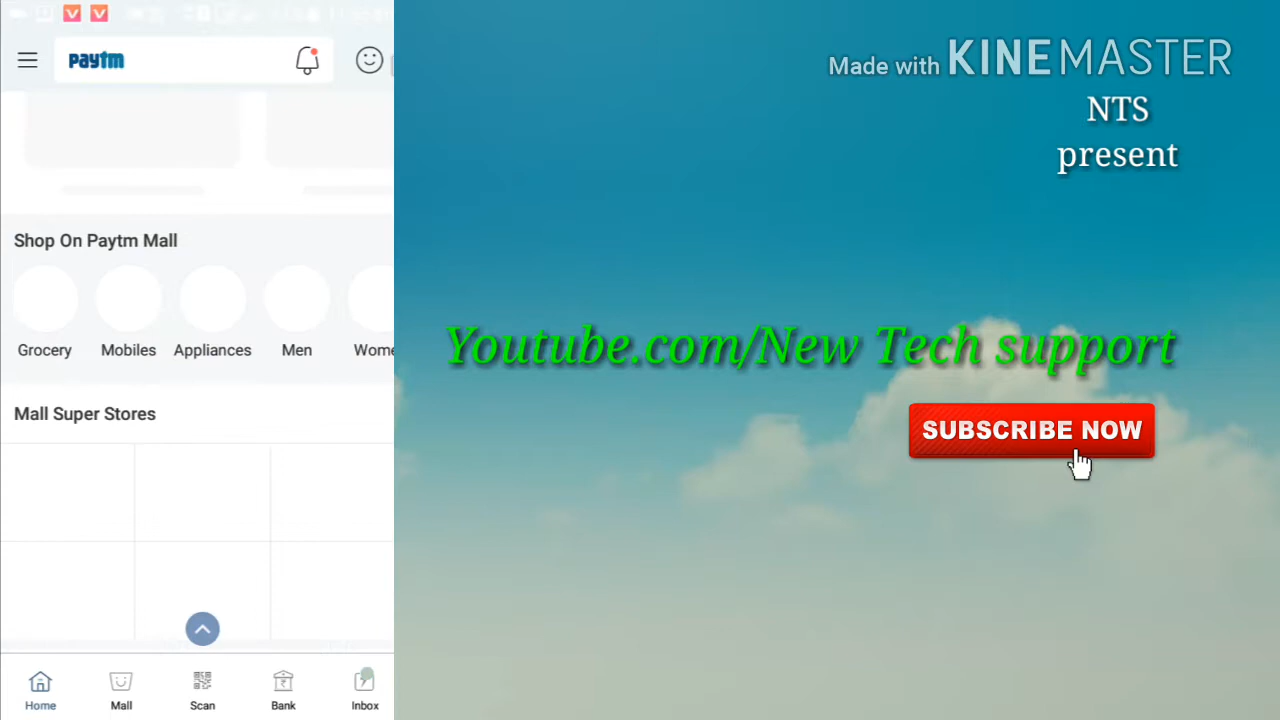 paytm
Shop On Paytm Mall
Grocery Mobiles Appliances Men Wome
Mall Super Stores
Home Mall Scan Bank Inbox
Made with KINEMASTER
NTS
present
Youtube.com/New Tech support
SUBSCRIBE NOW